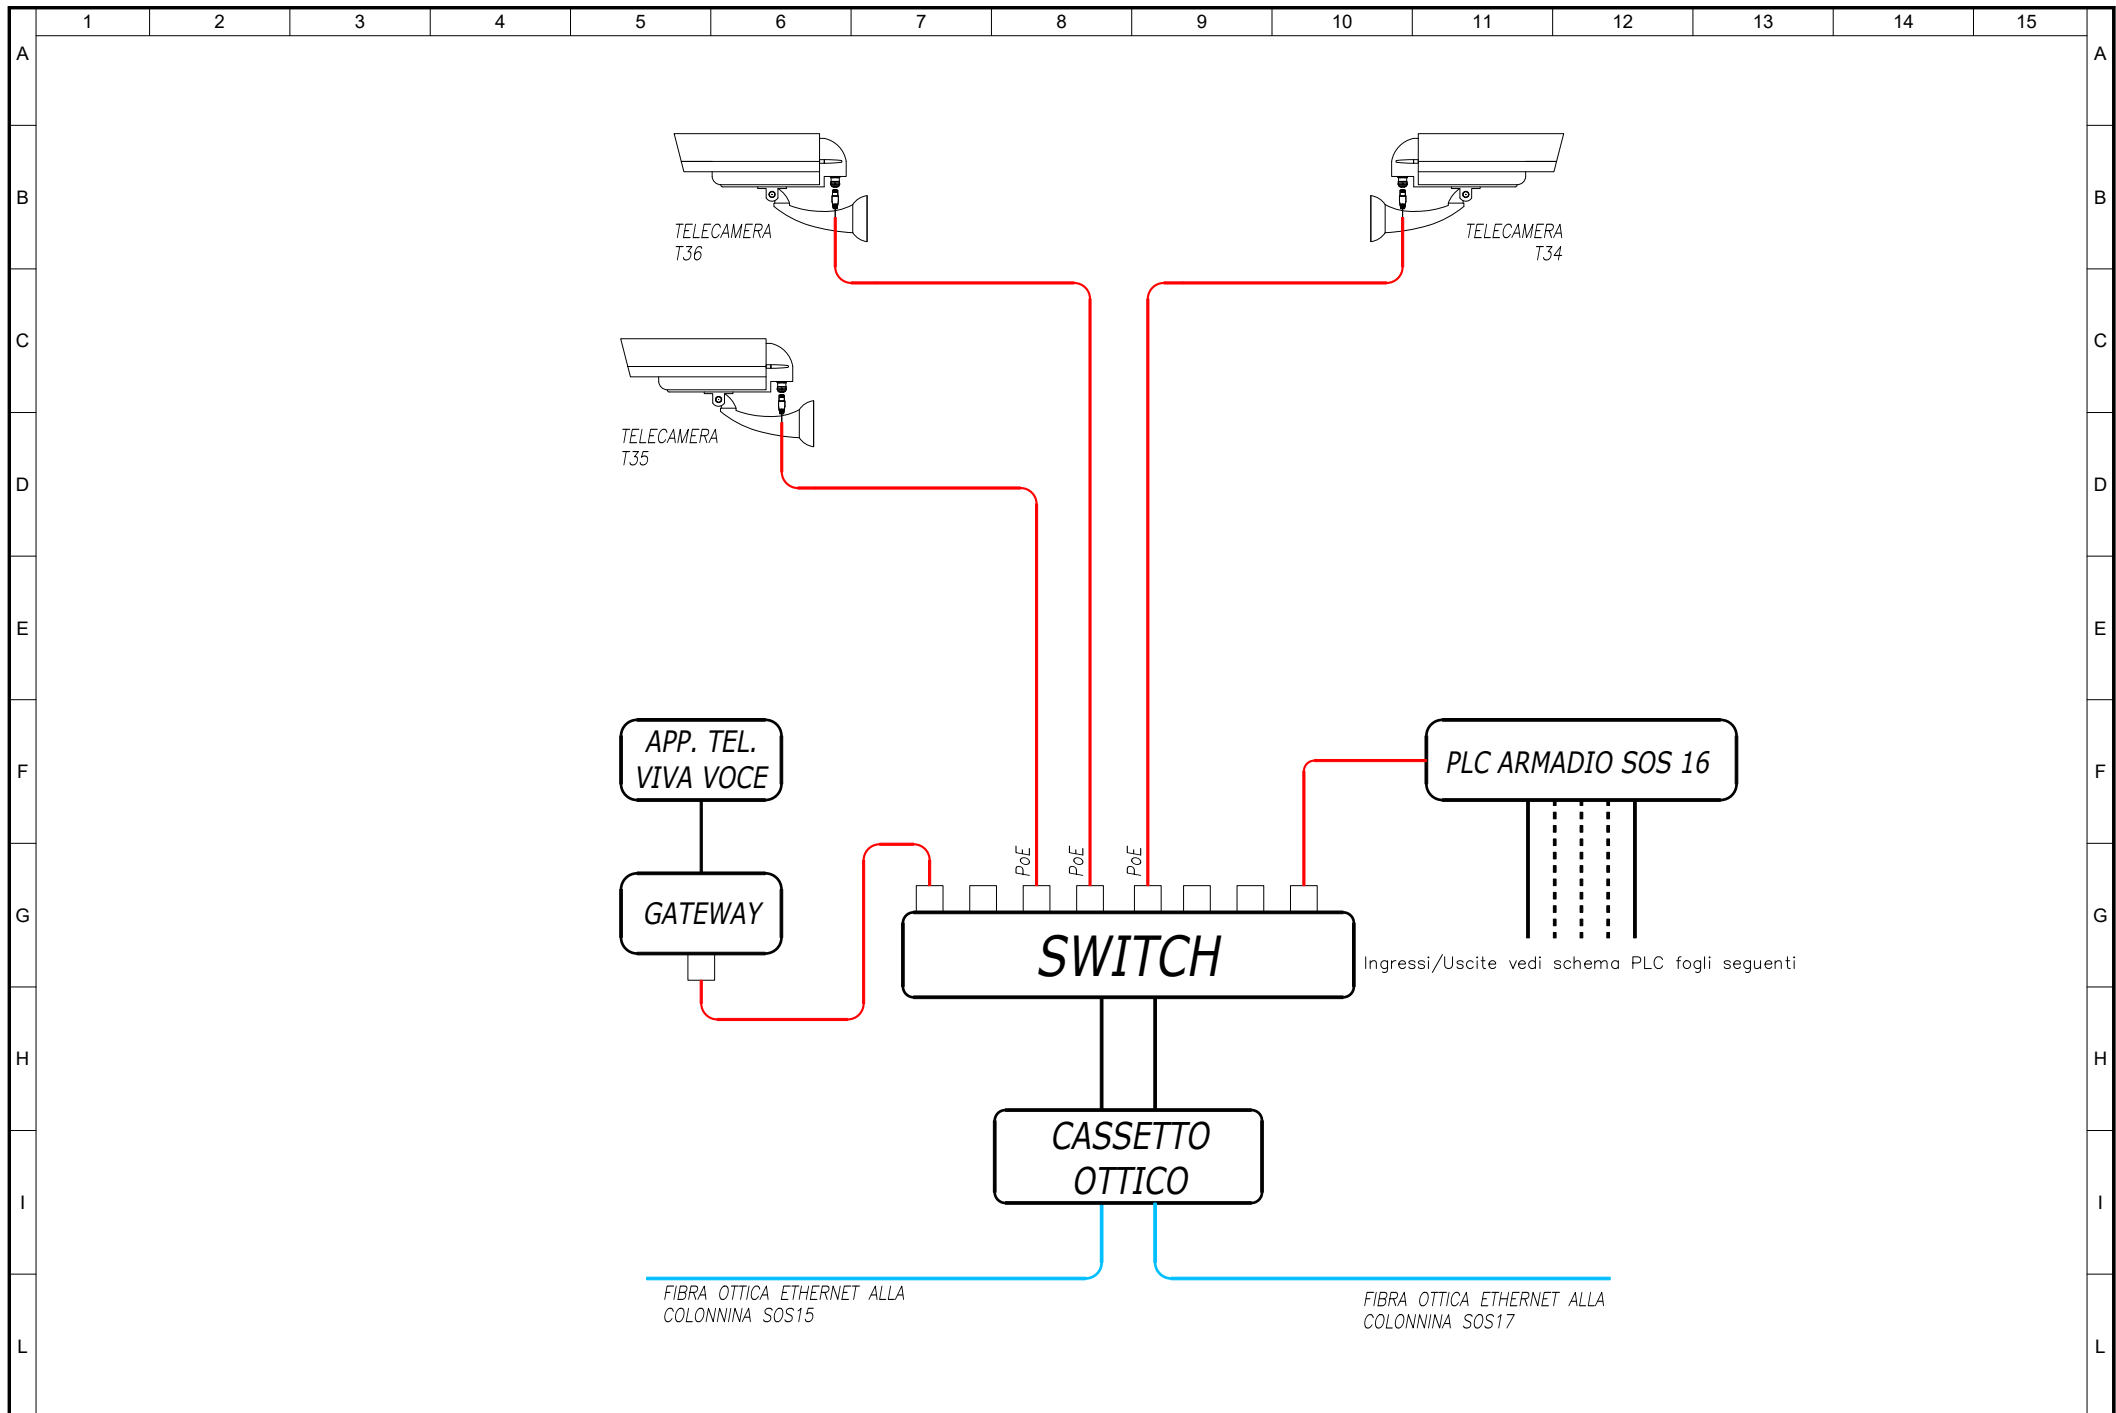 1 2 3 4 5 6 7 8 9 10 11 12 13 14 15
A A
B B
TELECAMERA
T36
TELECAMERA
T34
C C
TELECAMERA
T35
D D
E E
APP. TEL.
VIVA VOCE
PLC ARMADIO SOS 16
F F
PoE PoE PoE
GATEWAY
G G
SWITCH
Ingressi/Uscite vedi schema PLC fogli seguenti
H H
CASSETTO
OTTICO
I I
FIBRA OTTICA ETHERNET ALLA
COLONNINA SOS15
FIBRA OTTICA ETHERNET ALLA
COLONNINA SOS17
L L